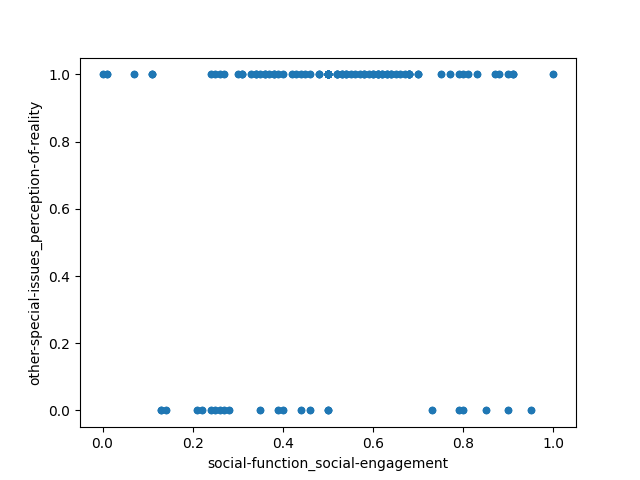 1.0
0.8
0.6
0.4
0.2
0.0
other-special-issues_perception-of-reality
0.0 0.2 0.4 0.6 0.8 1.0
social-function_social-engagement